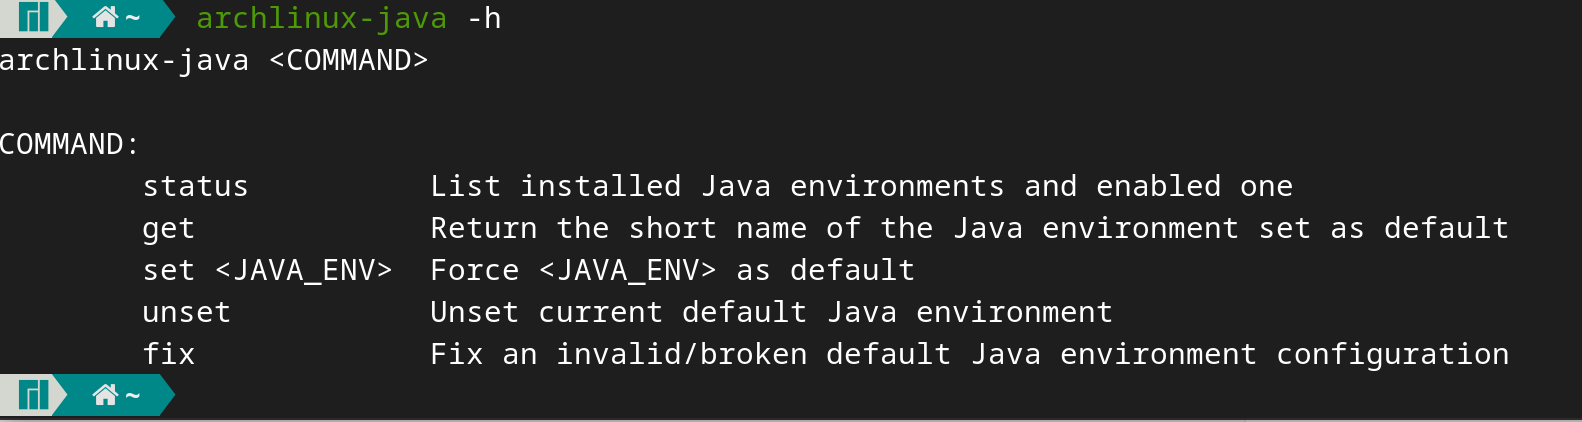 ~ archlinux-java -h
archlinux-java <COMMAND>
COMMAND:
status List installed Java environments and enabled one
get Return the short name of the Java environment set as default
set <JAVA_ENV> Force <JAVA_ENV> as default
unset Unset current default Java environment
fix Fix an invalid/broken default Java environment configuration
~